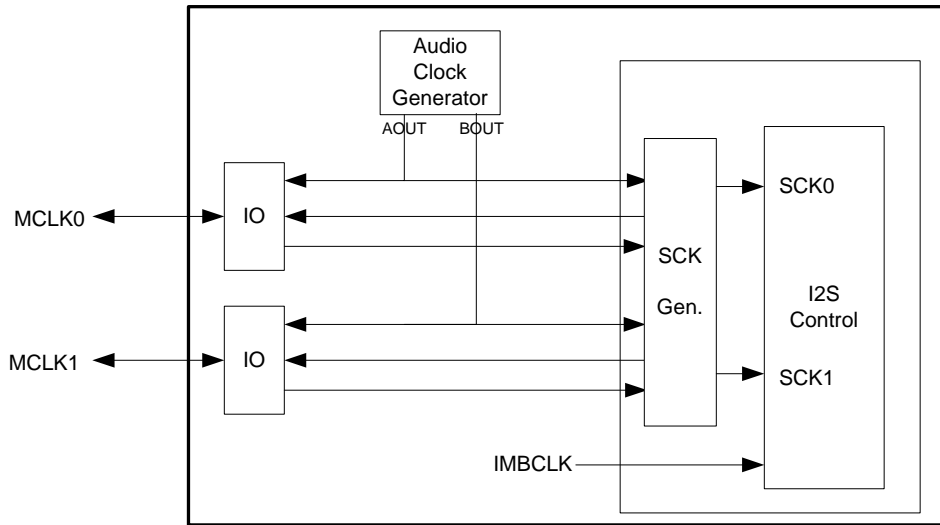 Audio
Clock
Generator
AOUT
BOUT
MCLK0
IO
SCK
Gen.
SCK0
I2S
Control
SCK1
MCLK1
IO
IMBCLK